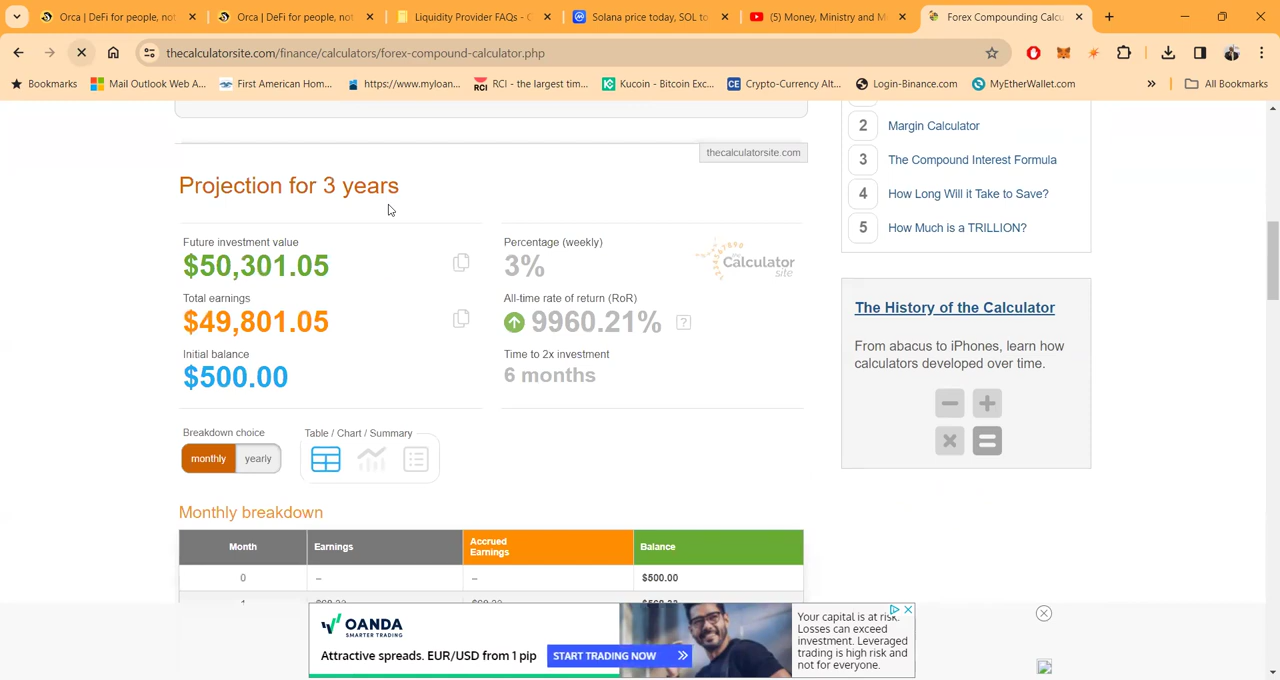 Orca | DeFi for people, not
Orca | DeFi for people, not
Liquidity Provider FAQs -
Solana price today, SOL to
(5) Money, Ministry and M
Forex Compounding Calcu
thecalculatorsite.com/finance/calculators/forex-compound-calculator.php
Bookmarks
Mail Outlook Web A...
First American Hom...
https://www.myloan...
RCI - the largest tim...
Kucoin - Bitcoin Exc...
Crypto-Currency Alt...
Login-Binance.com
MyEtherWallet.com
»
All Bookmarks
thecalculatorsite.com
Projection for 3 years
Future investment value
$50,301.05
Total earnings
$49,801.05
Initial balance
$500.00
Percentage (weekly)
3%
All-time rate of return (RoR)
9960.21% ?
Time to 2x investment
6 months
the Calculator site
Breakdown choice
monthly yearly
Table / Chart / Summary
Monthly breakdown
Month Earnings Accrued Earnings Balance
0 – – $500.00
2 Margin Calculator
3 The Compound Interest Formula
4 How Long Will it Take to Save?
5 How Much is a TRILLION?
The History of the Calculator
From abacus to iPhones, learn how
calculators developed over time.
OANDA
SMARTER TRADING
Attractive spreads. EUR/USD from 1 pip
START TRADING NOW
Your capital is at risk.
Losses can exceed
investment. Leveraged
trading is high risk and
not for everyone.